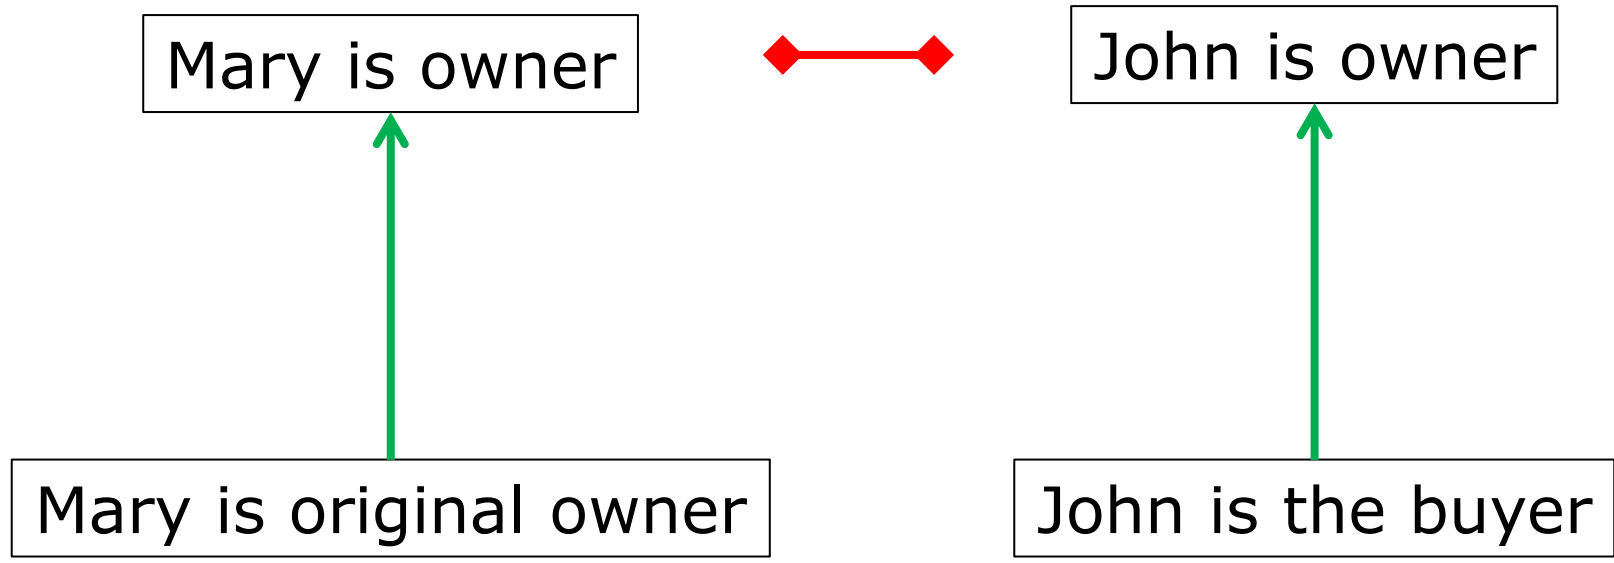 Mary is owner
John is owner
Mary is original owner
John is the buyer